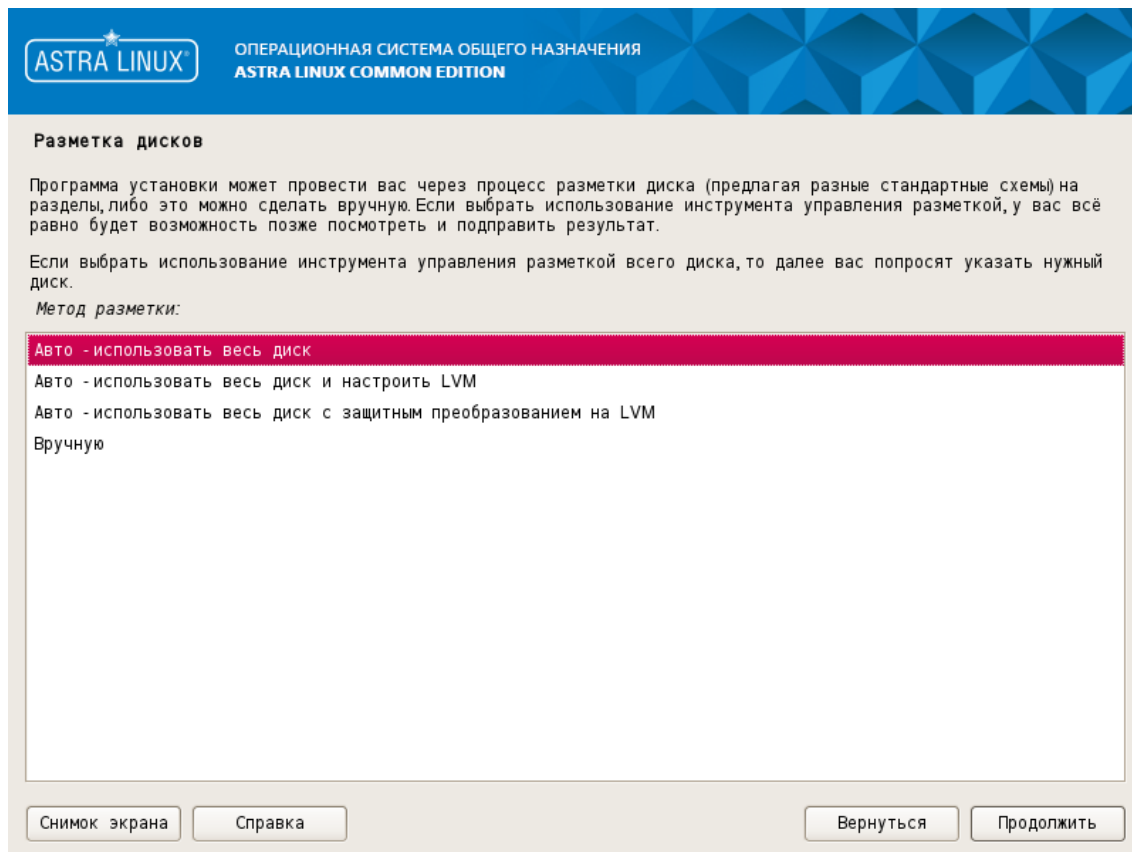 ASTRA LINUX®
ОПЕРАЦИОННАЯ СИСТЕМА ОБЩЕГО НАЗНАЧЕНИЯ
ASTRA LINUX COMMON EDITION
Разметка дисков
Программа установки может провести вас через процесс разметки диска (предлагая разные стандартные схемы) на
разделы, либо это можно сделать вручную. Если выбрать использование инструмента управления разметкой, у вас всё
равно будет возможность позже посмотреть и подправить результат.
Если выбрать использование инструмента управления разметкой всего диска, то далее вас попросят указать нужный
диск.
Метод разметки:
Авто - использовать весь диск
Авто - использовать весь диск и настроить LVM
Авто - использовать весь диск с защитным преобразованием на LVM
Вручную
Снимок экрана
Справка
Вернуться
Продолжить